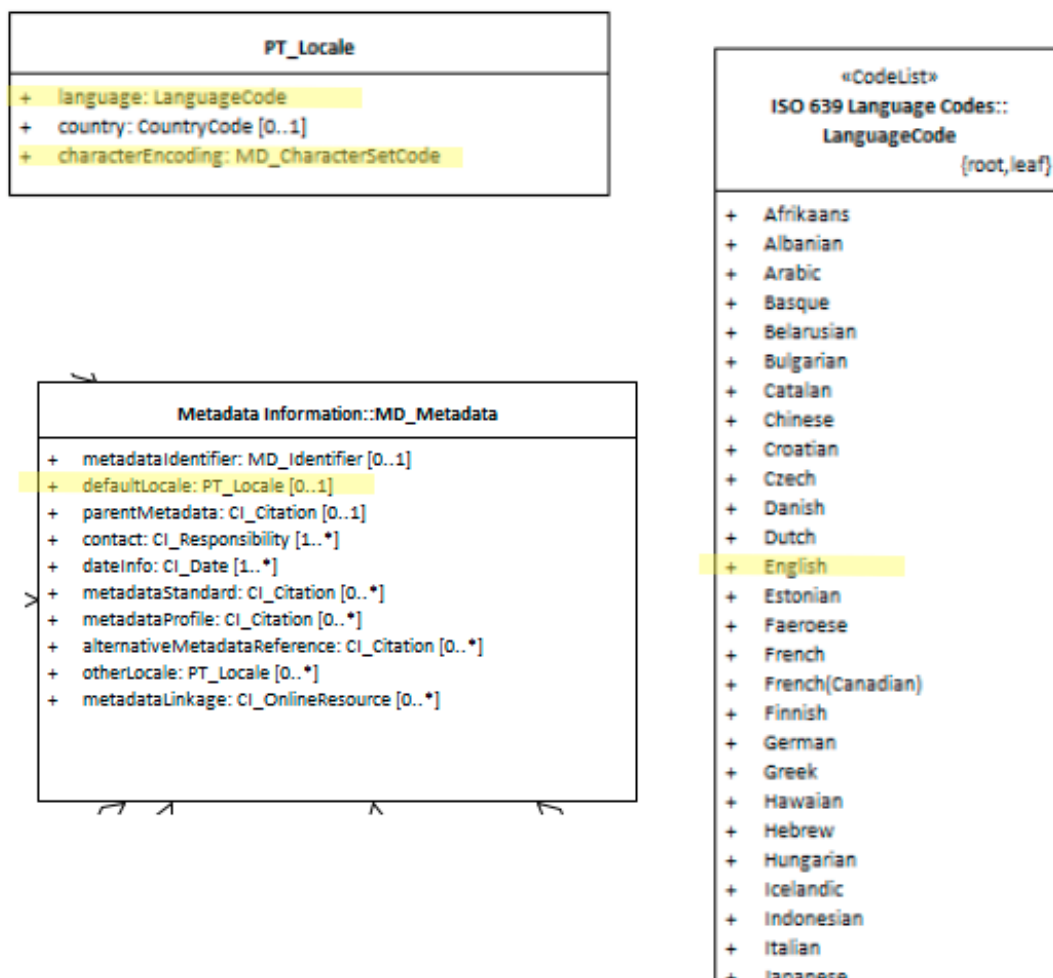 PT_Locale
+ language: LanguageCode
+ country: CountryCode [0..1]
+ characterEncoding: MD_CharacterSetCode
Metadata Information::MD_Metadata
+ metadataIdentifier: MD_Identifier [0..1]
+ defaultLocale: PT_Locale [0..1]
+ parentMetadata: CI_Citation [0..1]
+ contact: CI_Responsibility [1..*]
+ dateInfo: CI_Date [1..*]
+ metadataStandard: CI_Citation [0..*]
+ metadataProfile: CI_Citation [0..*]
+ alternativeMetadataReference: CI_Citation [0..*]
+ otherLocale: PT_Locale [0..*]
+ metadataLinkage: CI_OnlineResource [0..*]
«CodeList»
ISO 639 Language Codes::
LanguageCode
{root,leaf}
+ Afrikaans
+ Albanian
+ Arabic
+ Basque
+ Belarusian
+ Bulgarian
+ Catalan
+ Chinese
+ Croatian
+ Czech
+ Danish
+ Dutch
+ English
+ Estonian
+ Faeroese
+ French
+ French(Canadian)
+ Finnish
+ German
+ Greek
+ Hawaian
+ Hebrew
+ Hungarian
+ Icelandic
+ Indonesian
+ Italian
+ Japanese